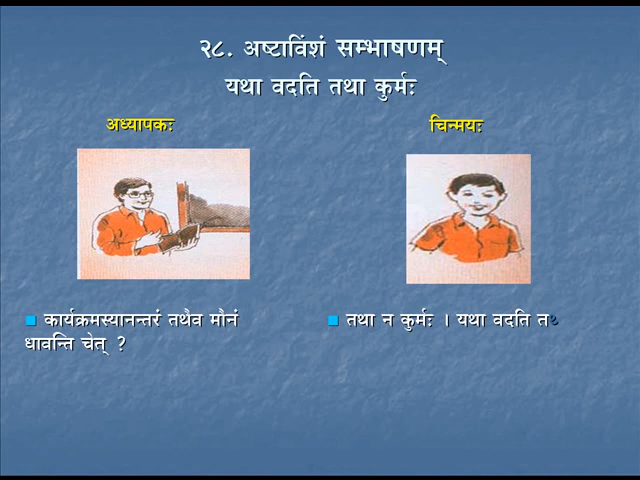 २८. अष्टाविंशं सम्भाषणम्
यथा वदति तथा कुर्मः
अध्यापकः
चिन्मयः
कार्यक्रमस्यानन्तरं तथैव मौनं
धावन्ति चेत् ?
तथा न कुर्मः । यथा वदति